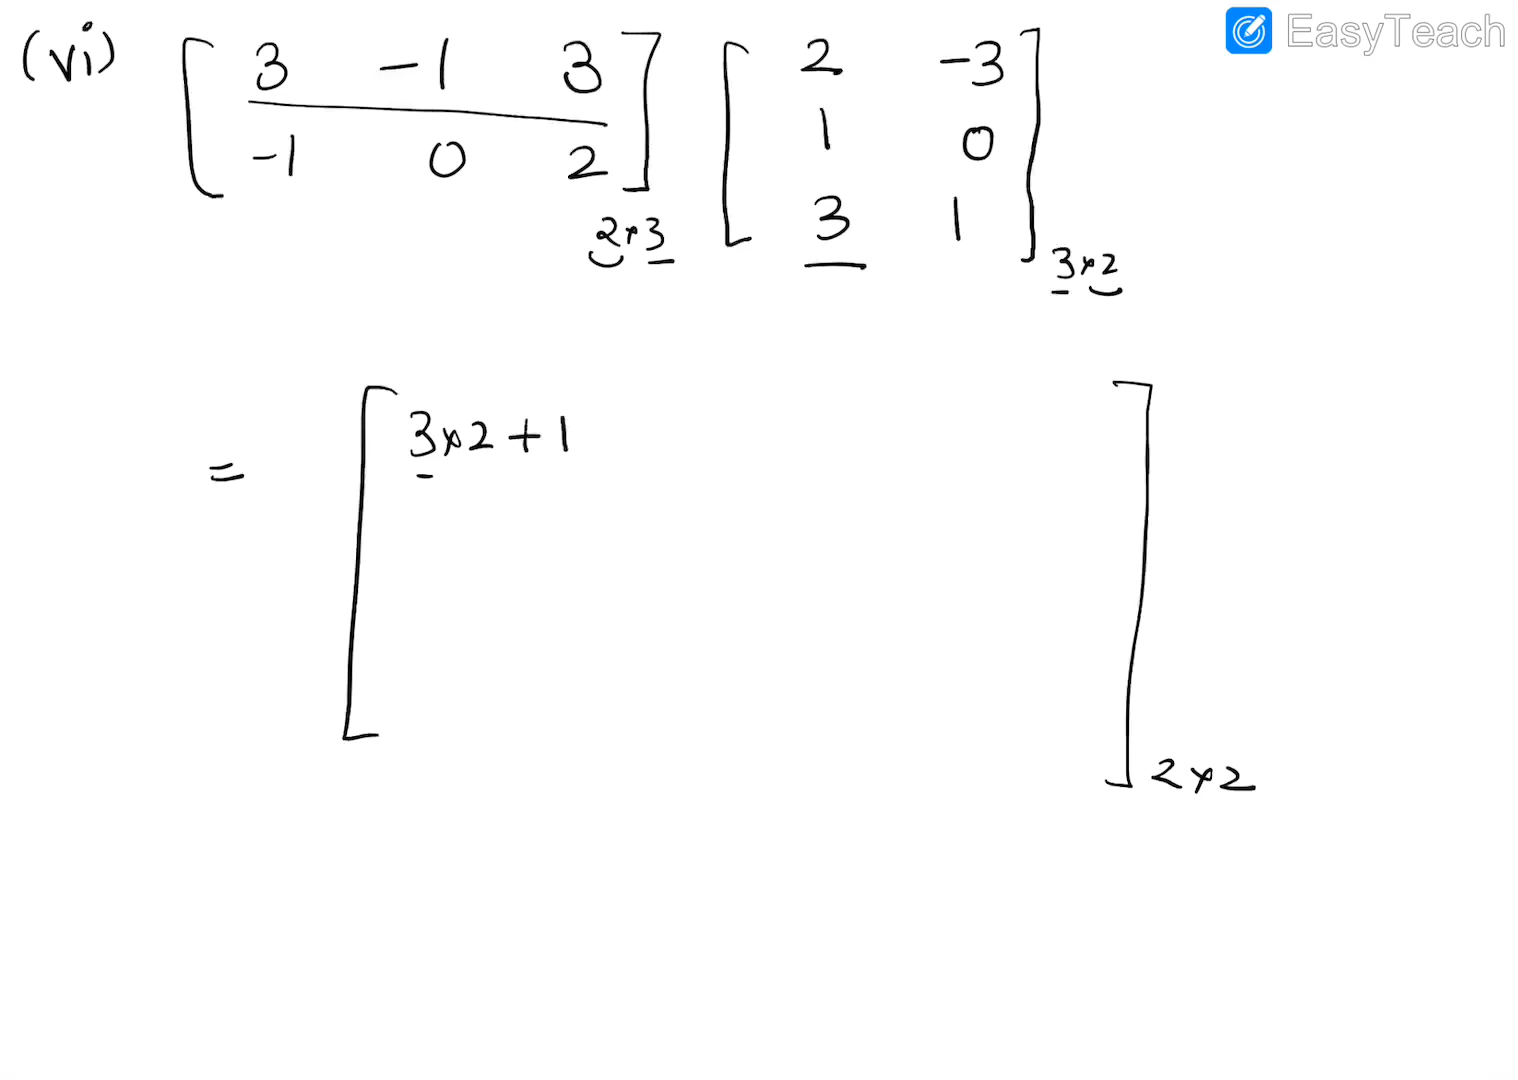 (vi) [ 3 -1 3 ] [ 2 -3 ] EasyTeach
-1 0 2 1 0
2×3 3 1 3×2
= [ 3×2+1 ]
2×2